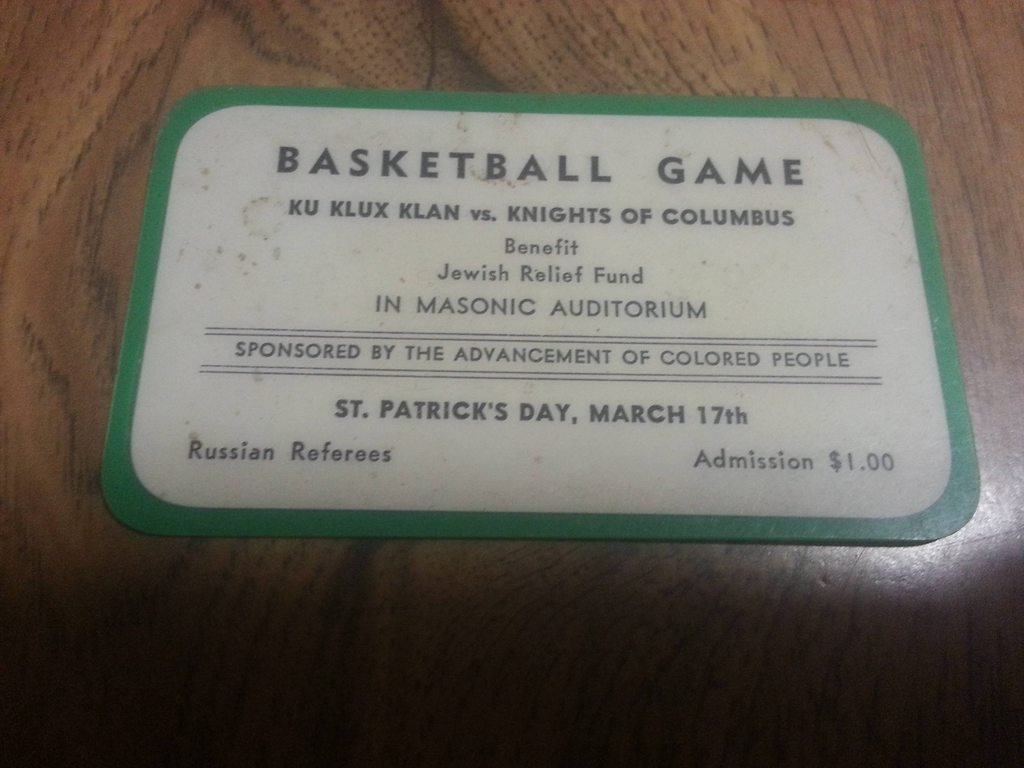 BASKETBALL GAME
KU KLUX KLAN vs. KNIGHTS OF COLUMBUS
Benefit
Jewish Relief Fund
IN MASONIC AUDITORIUM
SPONSORED BY THE ADVANCEMENT OF COLORED PEOPLE
ST. PATRICK'S DAY, MARCH 17th
Russian Referees Admission $1.00